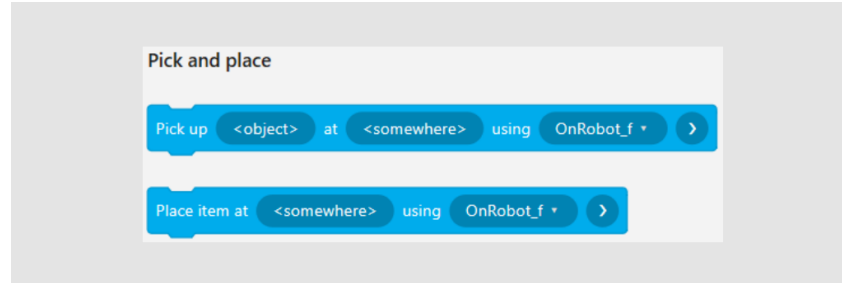 Pick and place
Pick up <object> at <somewhere> using OnRobot_f
Place item at <somewhere> using OnRobot_f